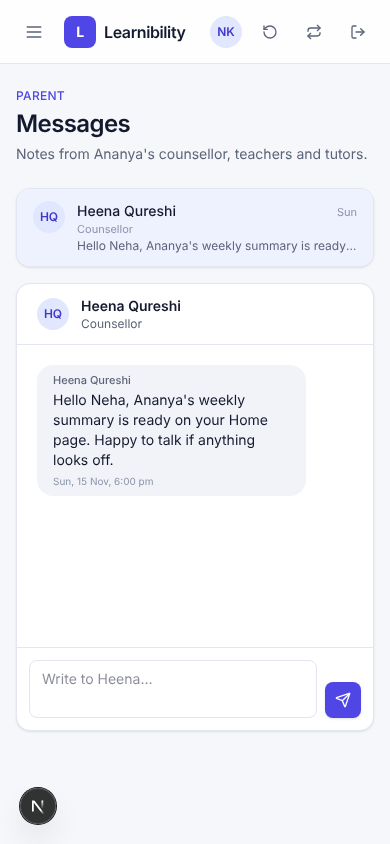 L Learnibility NK
PARENT
Messages
Notes from Ananya's counsellor, teachers and tutors.
HQ Heena Qureshi Sun
Counsellor
Hello Neha, Ananya's weekly summary is ready...
HQ Heena Qureshi
Counsellor
Heena Qureshi
Hello Neha, Ananya's weekly
summary is ready on your Home
page. Happy to talk if anything
looks off.
Sun, 15 Nov, 6:00 pm
Write to Heena...
N